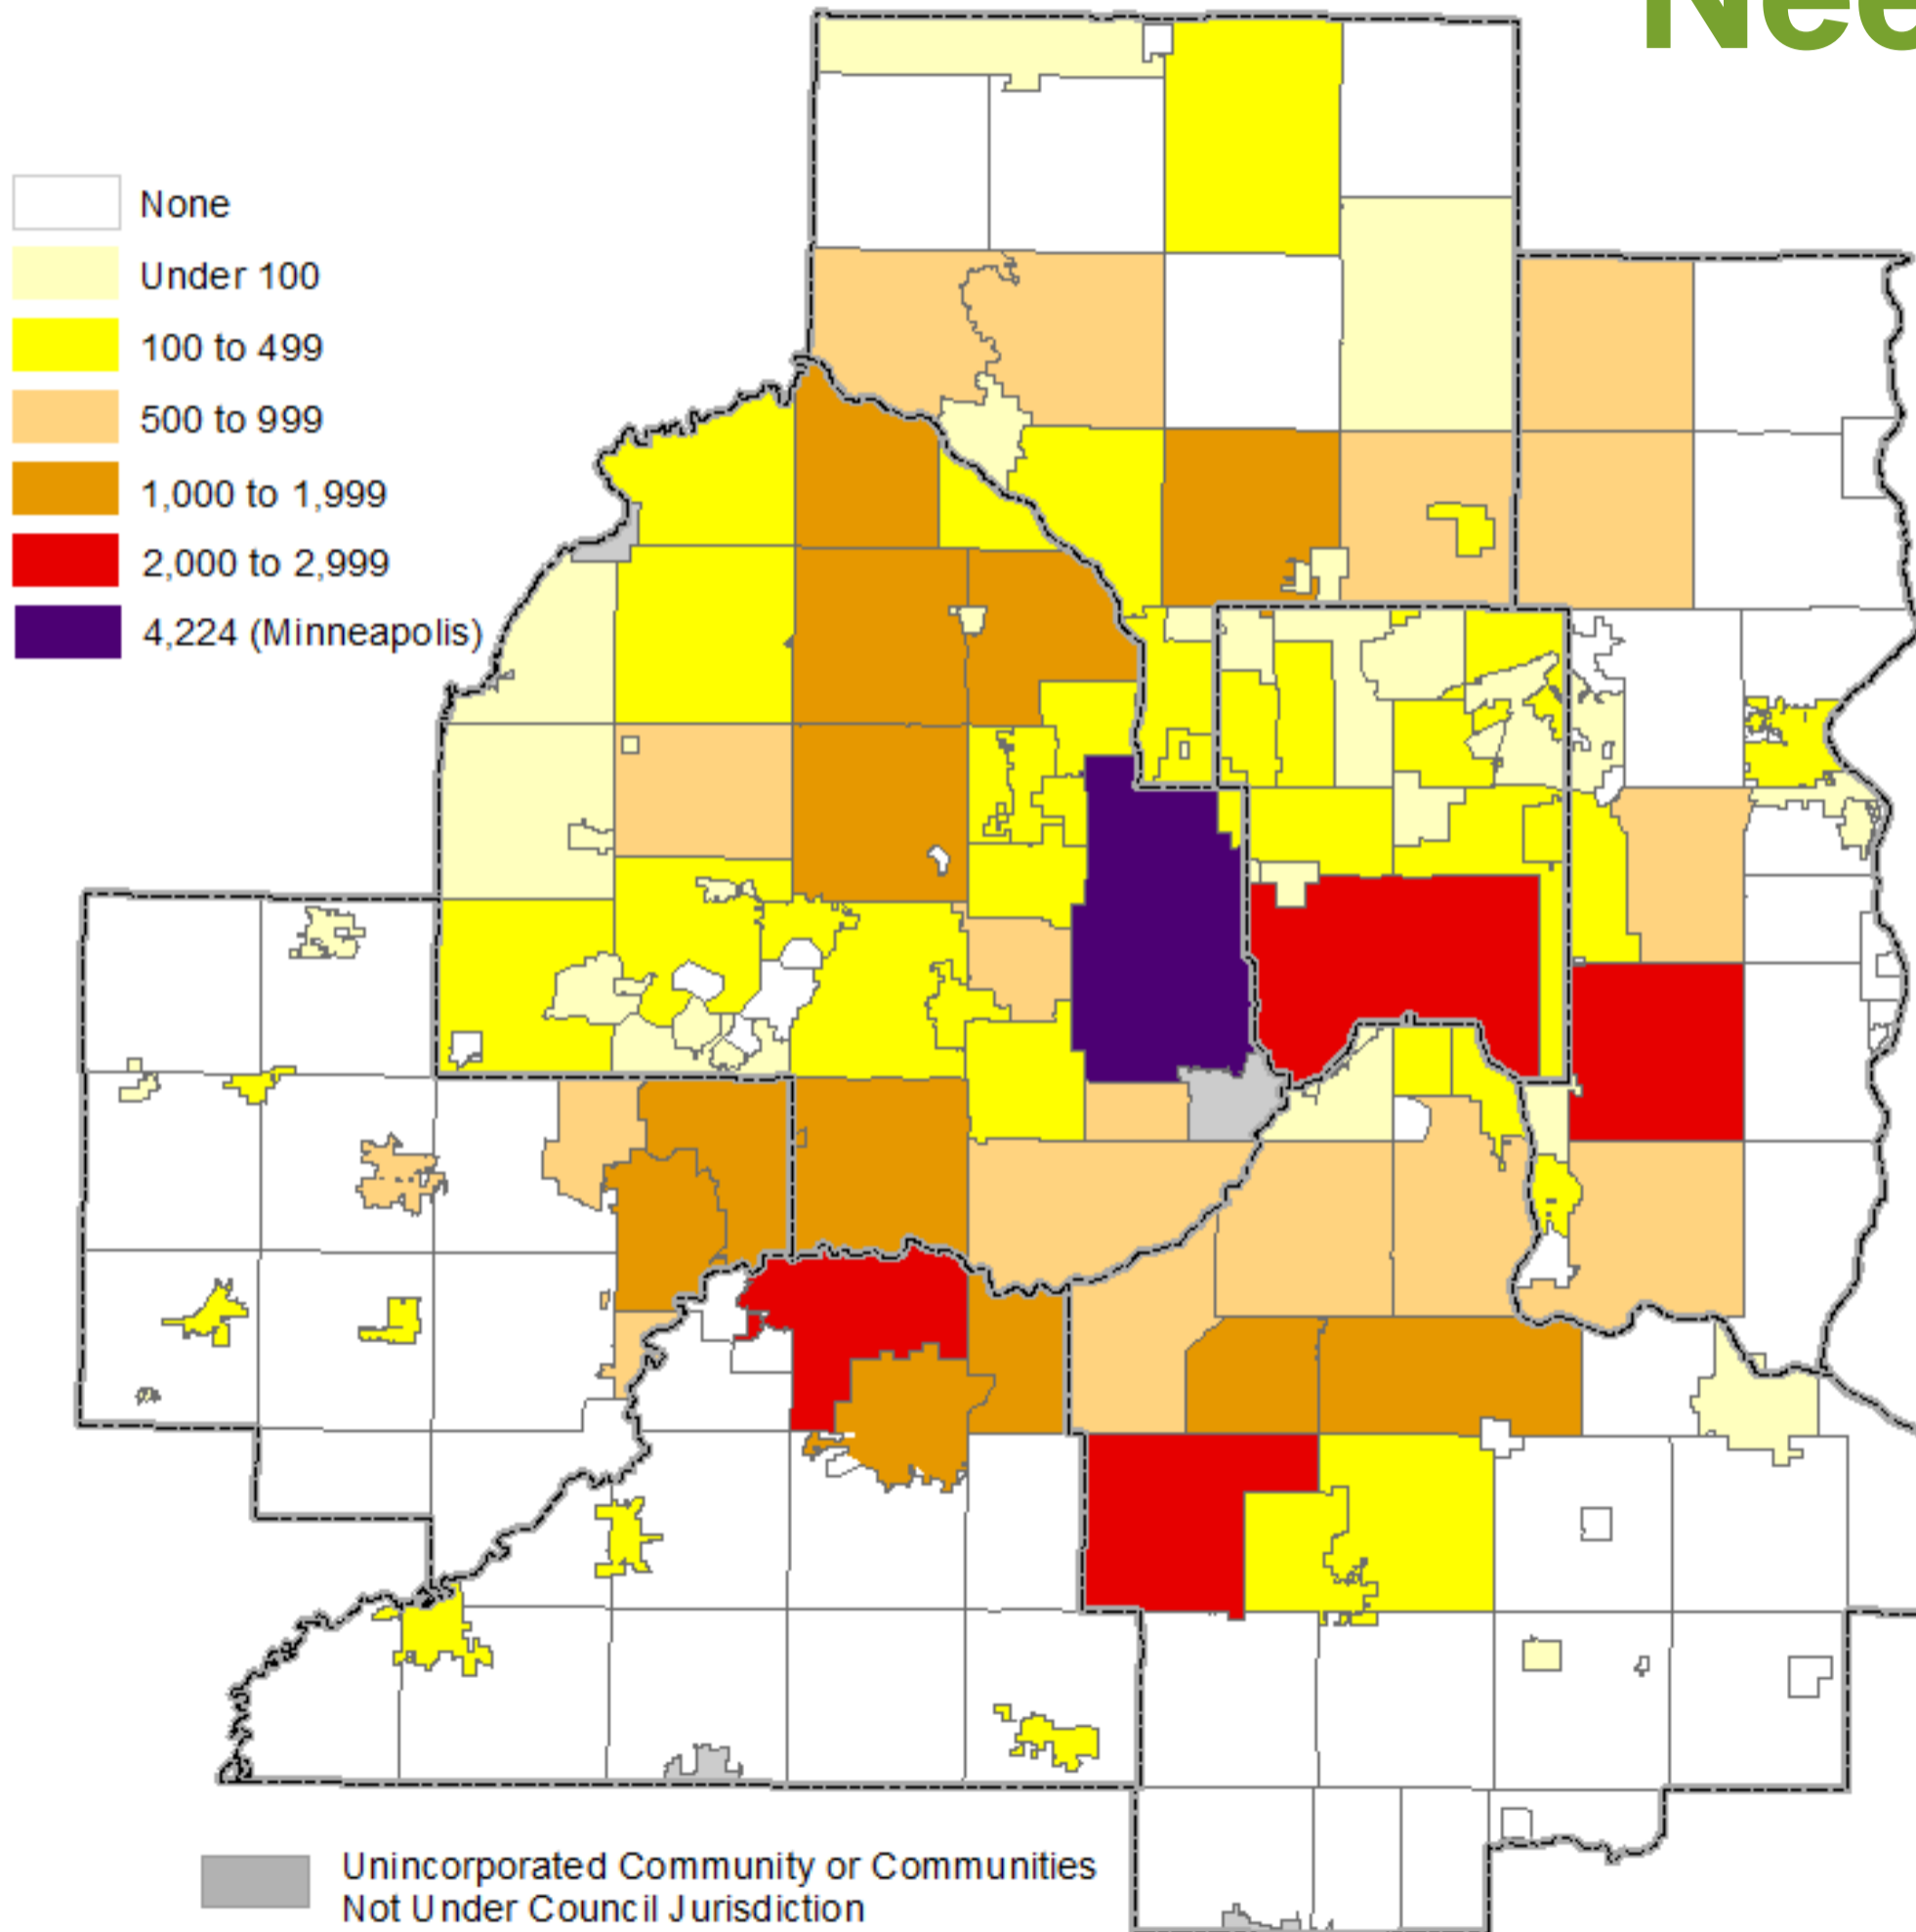 None
Under 100
100 to 499
500 to 999
1,000 to 1,999
2,000 to 2,999
4,224 (Minneapolis)
Unincorporated Community or Communities
Not Under Council Jurisdiction